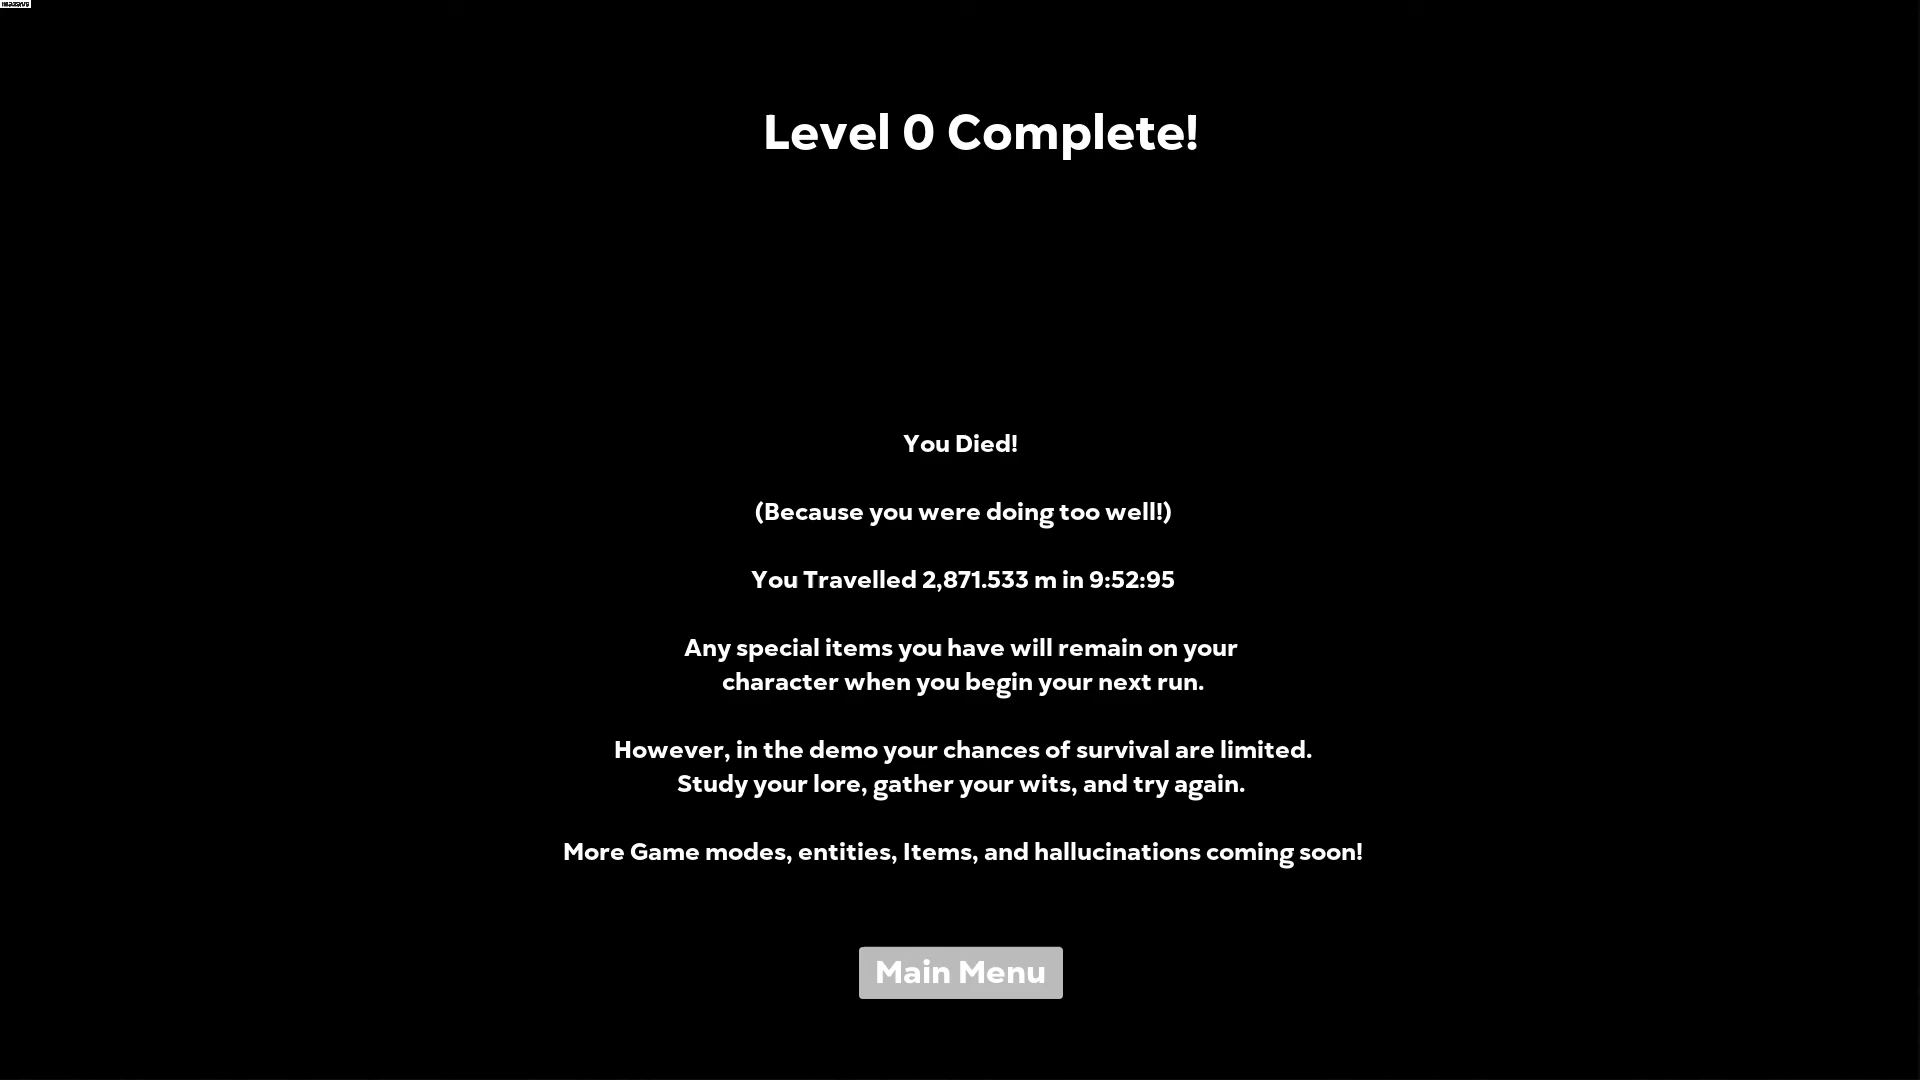 Level 0 Complete!
You Died!
(Because you were doing too well!)
You Travelled 2,871.533 m in 9:52:95
Any special items you have will remain on your
character when you begin your next run.
However, in the demo your chances of survival are limited.
Study your lore, gather your wits, and try again.
More Game modes, entities, Items, and hallucinations coming soon!
Main Menu